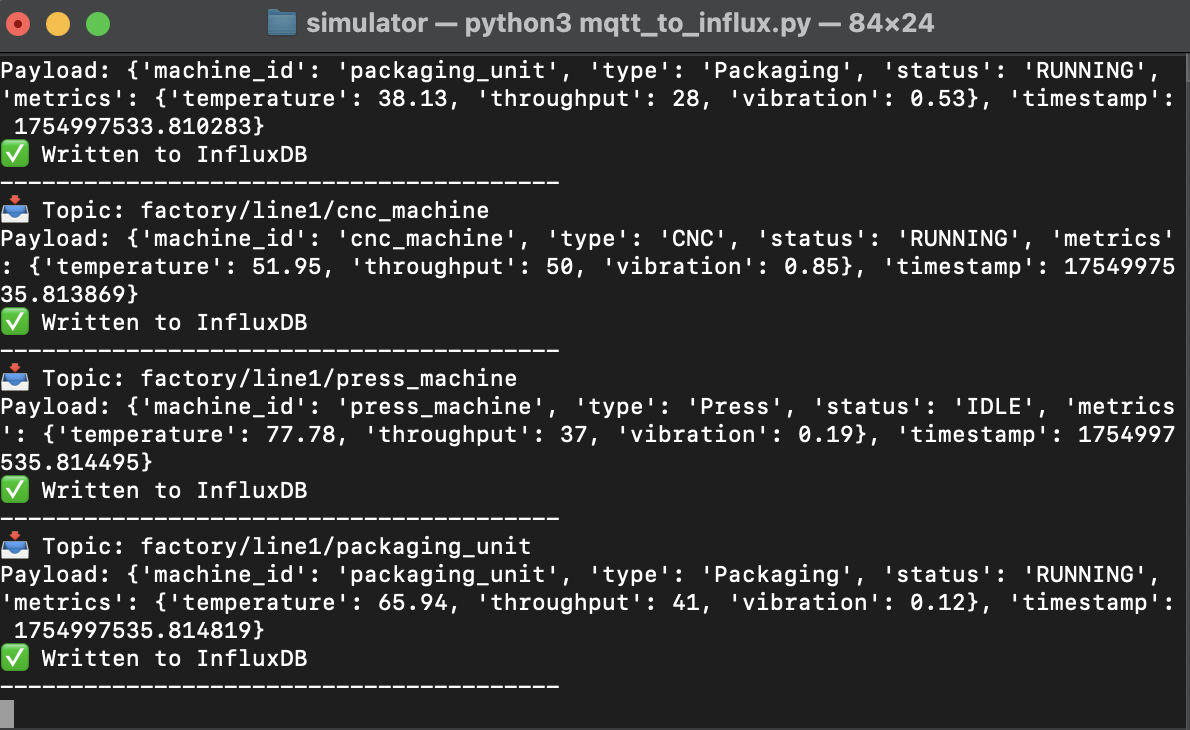 simulator — python3 mqtt_to_influx.py — 84×24
Payload: {'machine_id': 'packaging_unit', 'type': 'Packaging', 'status': 'RUNNING',
'metrics': {'temperature': 38.13, 'throughput': 28, 'vibration': 0.53}, 'timestamp':
1754997533.810283}
✅ Written to InfluxDB
----------------------------------------
📥 Topic: factory/line1/cnc_machine
Payload: {'machine_id': 'cnc_machine', 'type': 'CNC', 'status': 'RUNNING', 'metrics'
: {'temperature': 51.95, 'throughput': 50, 'vibration': 0.85}, 'timestamp': 17549975
35.813869}
✅ Written to InfluxDB
----------------------------------------
📥 Topic: factory/line1/press_machine
Payload: {'machine_id': 'press_machine', 'type': 'Press', 'status': 'IDLE', 'metrics
': {'temperature': 77.78, 'throughput': 37, 'vibration': 0.19}, 'timestamp': 1754997
535.814495}
✅ Written to InfluxDB
----------------------------------------
📥 Topic: factory/line1/packaging_unit
Payload: {'machine_id': 'packaging_unit', 'type': 'Packaging', 'status': 'RUNNING',
'metrics': {'temperature': 65.94, 'throughput': 41, 'vibration': 0.12}, 'timestamp':
1754997535.814819}
✅ Written to InfluxDB
----------------------------------------